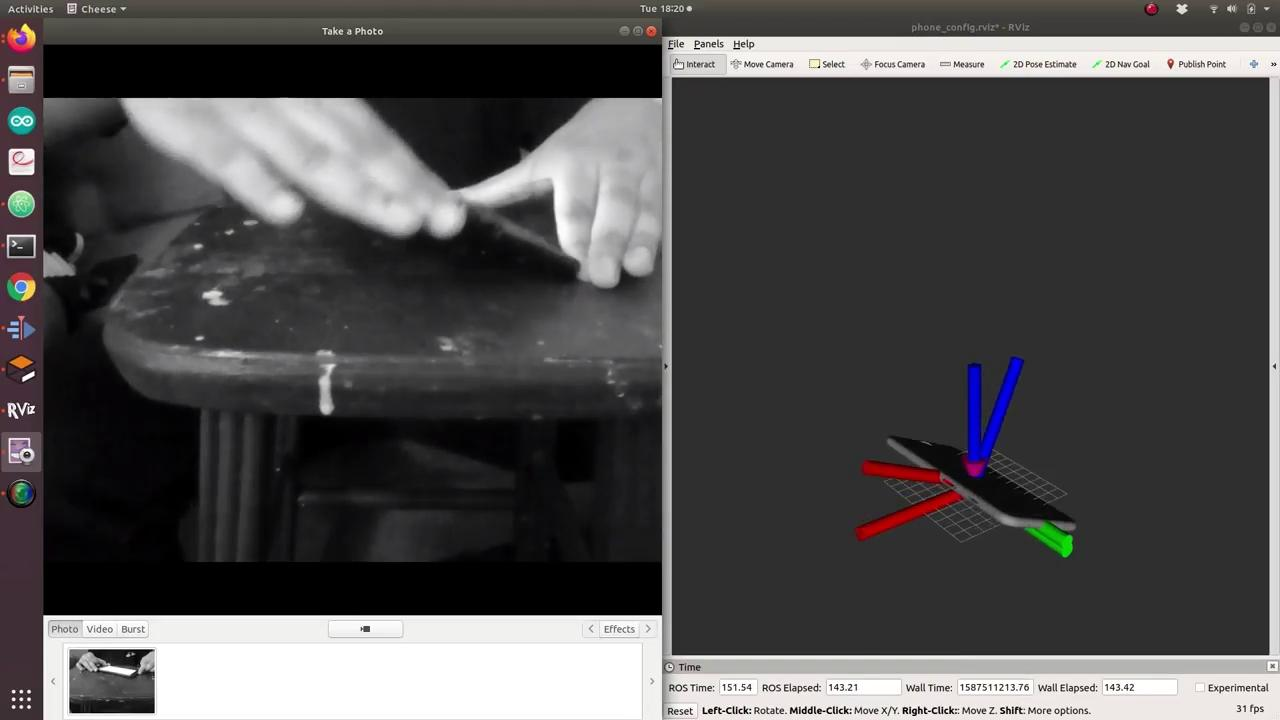 Activities Cheese Tue 18:20
Take a Photo
phone_config.rviz* - RViz
File Panels Help
Interact Move Camera Select Focus Camera Measure 2D Pose Estimate 2D Nav Goal Publish Point »
RViz
Photo Video Burst Effects
Time
ROS Time: 151.54 ROS Elapsed: 143.21 Wall Time: 1587511213.76 Wall Elapsed: 143.42 Experimental
Reset Left-Click: Rotate. Middle-Click: Move X/Y. Right-Click:: Move Z. Shift: More options. 31 fps